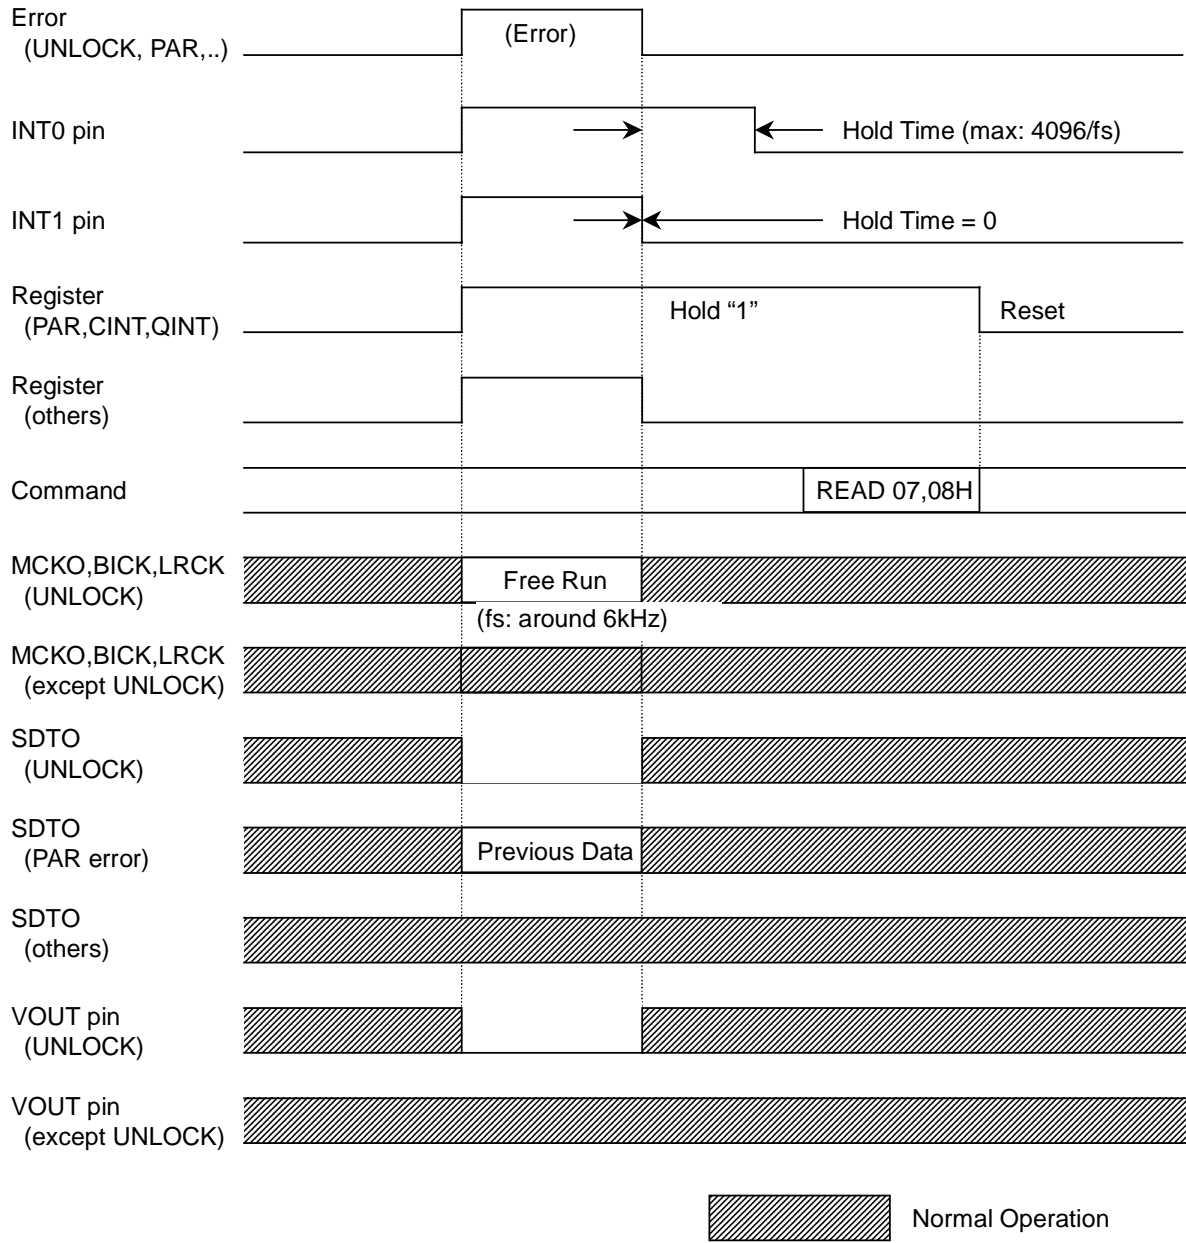 Error
(UNLOCK, PAR,..)
(Error)
INT0 pin
Hold Time (max: 4096/fs)
INT1 pin
Hold Time = 0
Register
(PAR,CINT,QINT)
Hold “1”
Reset
Register
(others)
Command
READ 07,08H
MCKO,BICK,LRCK
(UNLOCK)
Free Run
(fs: around 6kHz)
MCKO,BICK,LRCK
(except UNLOCK)
SDTO
(UNLOCK)
SDTO
(PAR error)
Previous Data
SDTO
(others)
VOUT pin
(UNLOCK)
VOUT pin
(except UNLOCK)
Normal Operation